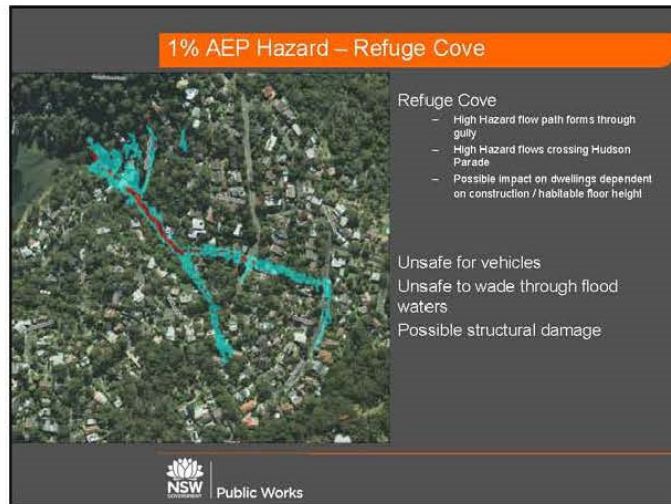 1% AEP Hazard – Refuge Cove
Refuge Cove
– High Hazard flow path forms through
gully
– High Hazard flows crossing Hudson
Parade
– Possible impact on dwellings dependent
on construction / habitable floor height
Unsafe for vehicles
Unsafe to wade through flood
waters
Possible structural damage
NSW
GOVERNMENT
Public Works